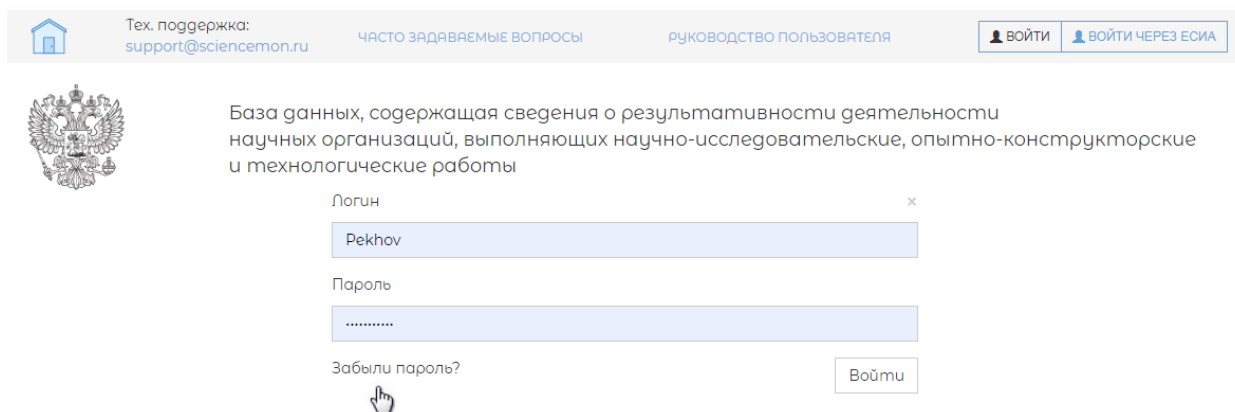 Тех. поддержка:
support@sciencemon.ru
ЧАСТО ЗАДАВАЕМЫЕ ВОПРОСЫ
РУКОВОДСТВО ПОЛЬЗОВАТЕЛЯ
ВОЙТИ
ВОЙТИ ЧЕРЕЗ ЕСИА
База данных, содержащая сведения о результативности деятельности
научных организаций, выполняющих научно-исследовательские, опытно-конструкторские
и технологические работы
Логин
×
Pekhov
Пароль
...........
Забыли пароль?
Войти